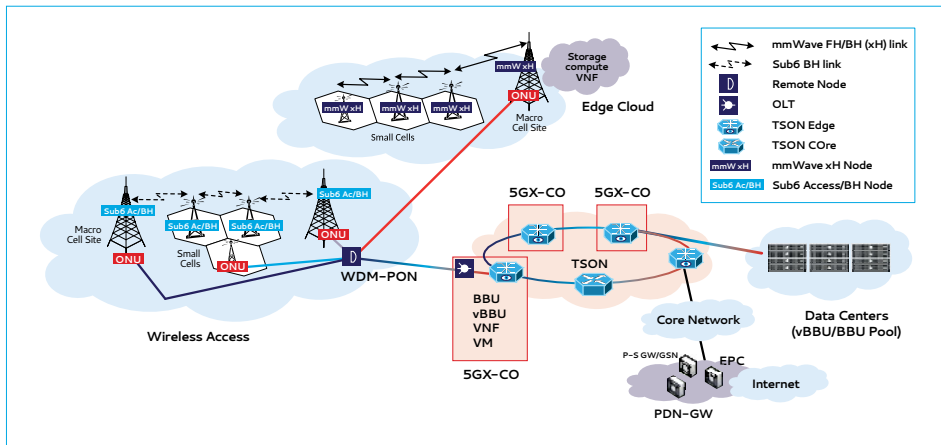 mmWave FH/BH (xH) link
Sub6 BH link
D
Remote Node
OLT
TSON Edge
TSON COre
mmW xH
mmWave xH Node
Sub6 Ac/BH
Sub6 Access/BH Node
mmW xH
Storage
compute
VNF
ONU
Edge Cloud
mmW xH
mmW xH
mmW xH
Small Cells
Macro
Cell Site
Sub6 Ac/BH
Sub6 Ac/BH
Sub6 Ac/BH
Sub6 Ac/BH
Macro
Cell Site
ONU
Small
Cells
ONU
ONU
D
WDM-PON
Wireless Access
5GX-CO
5GX-CO
TSON
BBU
vBBU
VNF
VM
5GX-CO
Data Centers
(vBBU/BBU Pool)
Core Network
P-S GW/GSN
EPC
Internet
PDN-GW